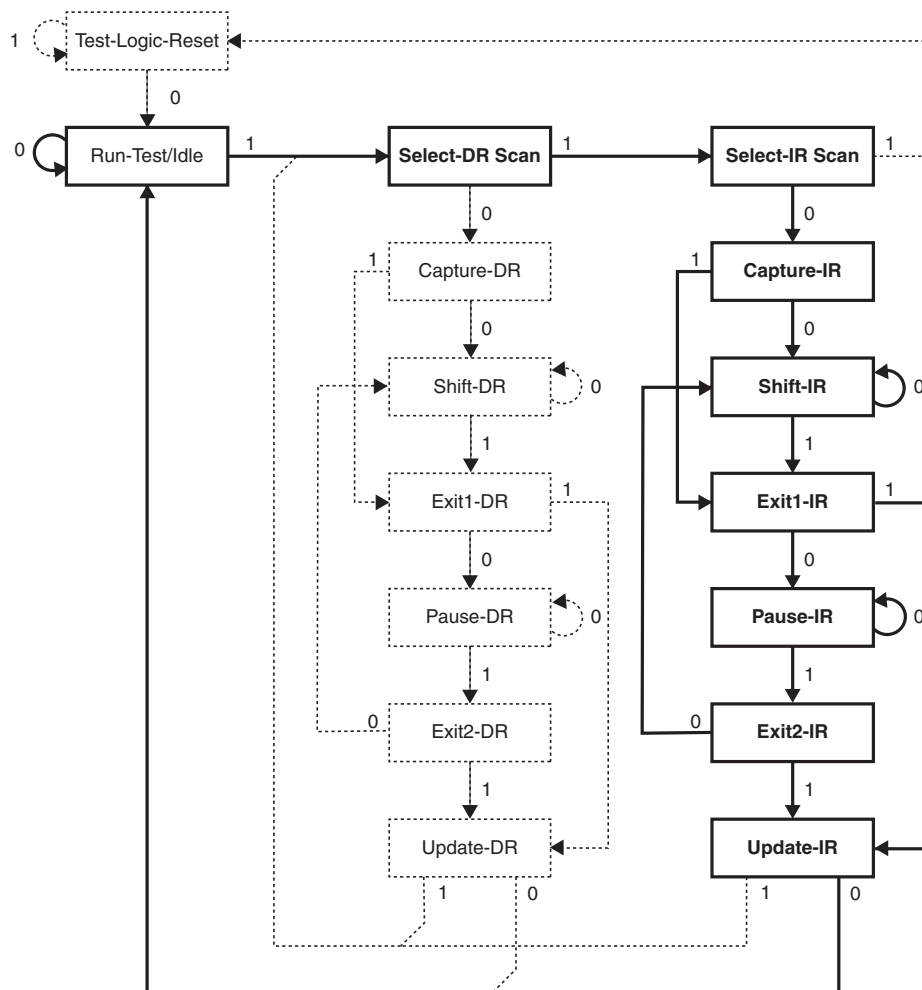 1
Test-Logic-Reset
0
0
Run-Test/Idle
1
Select-DR Scan
1
Select-IR Scan
1
0
0
1
Capture-DR
1
Capture-IR
0
0
Shift-DR
0
Shift-IR
0
1
1
Exit1-DR
1
Exit1-IR
1
0
0
Pause-DR
0
Pause-IR
0
1
1
0
Exit2-DR
0
Exit2-IR
1
1
Update-DR
Update-IR
1
0
1
0